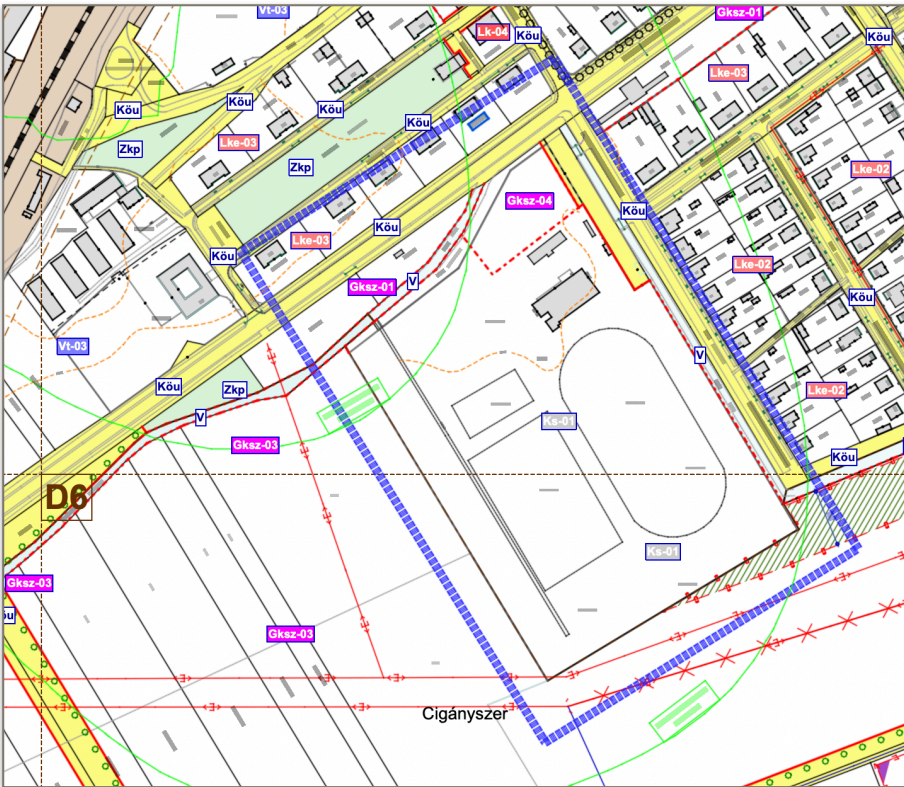 Vt-03
Gksz-01
Lk-04
Köu
Köu
Lke-03
Köu
Köu
Köu
Köu
Lke-03
Zkp
Zkp
Lke-02
Gksz-04
Köu
Köu
Lke-03
Köu
Lke-02
Gksz-01
V
Köu
Vt-03
V
Köu
Zkp
Lke-02
V
Ks-01
Gksz-03
Köu
D6
Ks-01
Gksz-03
Gksz-03
Cigányszer